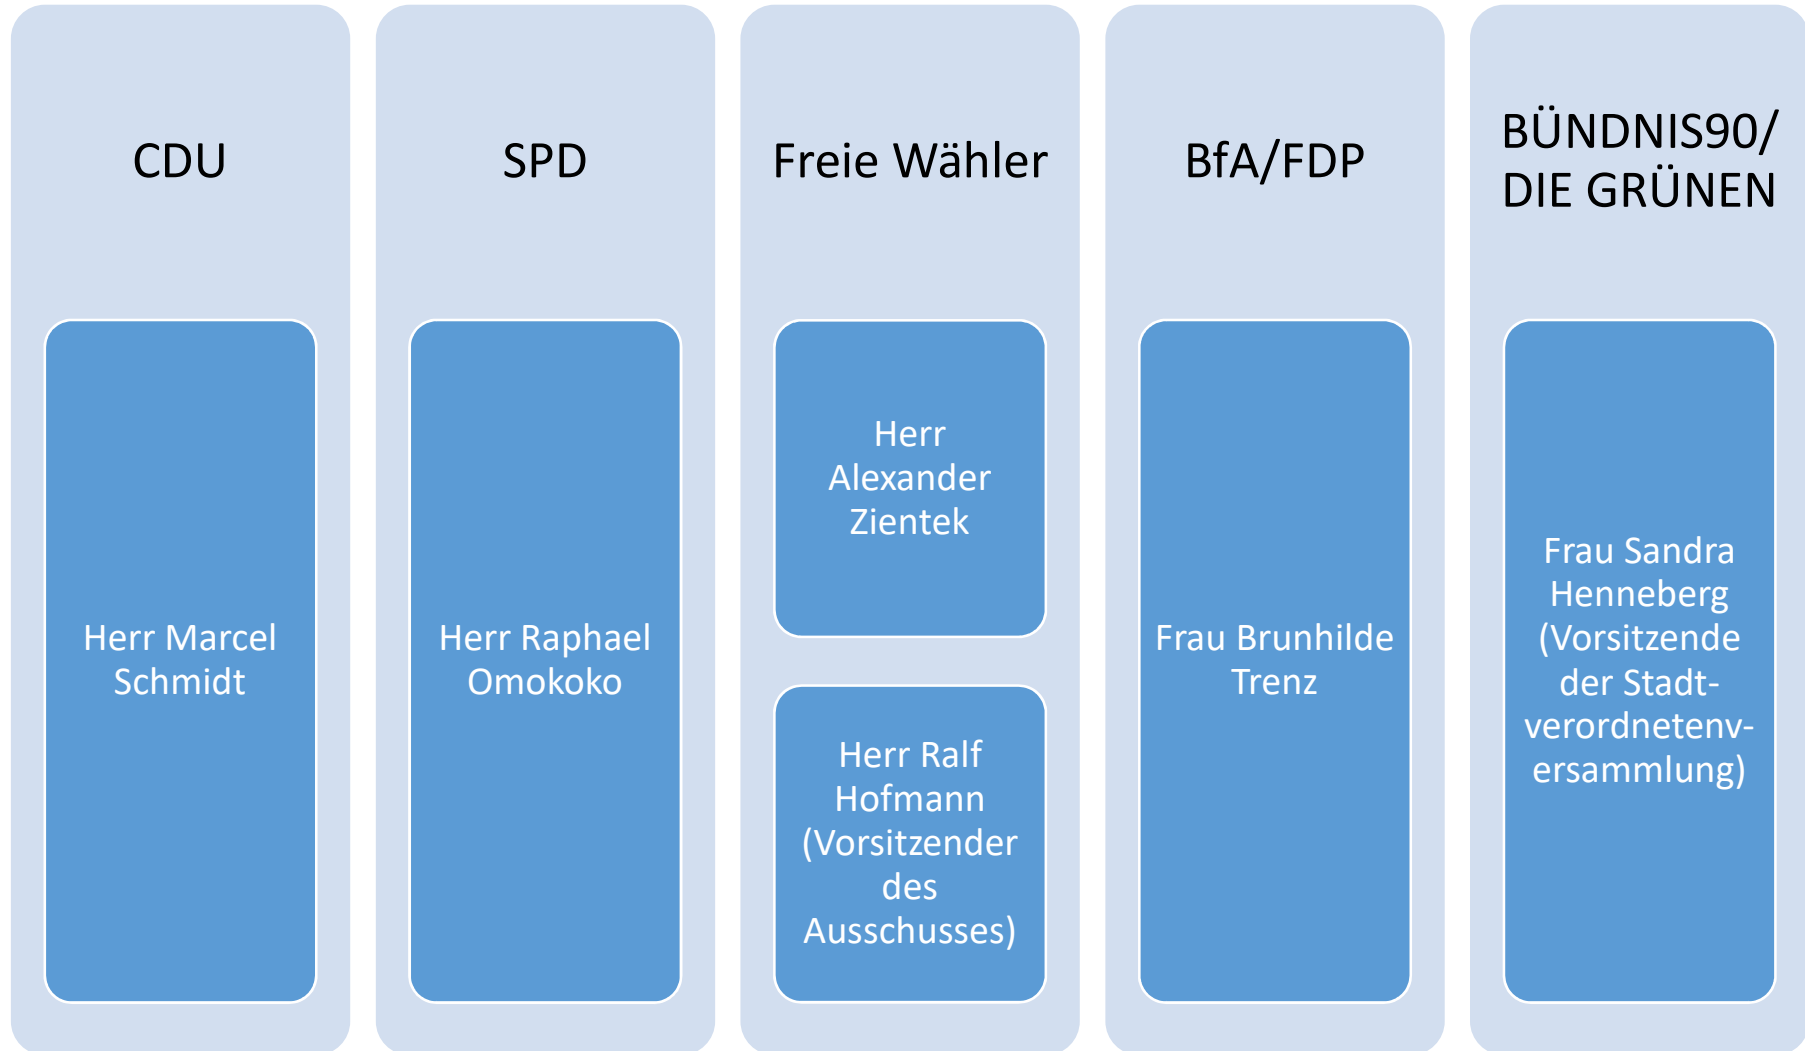 CDU
Herr Marcel
Schmidt
SPD
Herr Raphael
Omokoko
Freie Wähler
Herr
Alexander
Zientek
Herr Ralf
Hofmann
(Vorsitzender
des
Ausschusses)
BfA/FDP
Frau Brunhilde
Trenz
BÜNDNIS90/
DIE GRÜNEN
Frau Sandra
Henneberg
(Vorsitzende
der Stadt-
verordnetenv-
ersammlung)